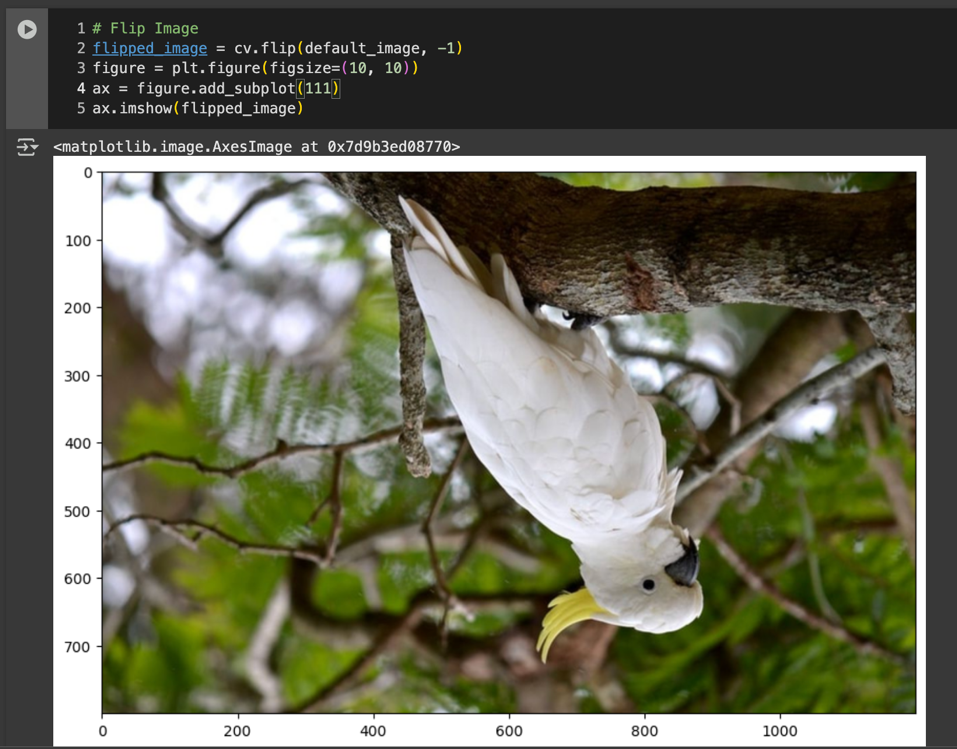 1 # Flip Image
2 flipped_image = cv.flip(default_image, -1)
3 figure = plt.figure(figsize=(10, 10))
4 ax = figure.add_subplot(111)
5 ax.imshow(flipped_image)
<matplotlib.image.AxesImage at 0x7d9b3ed08770>
0
100
200
300
400
500
600
700
0 200 400 600 800 1000